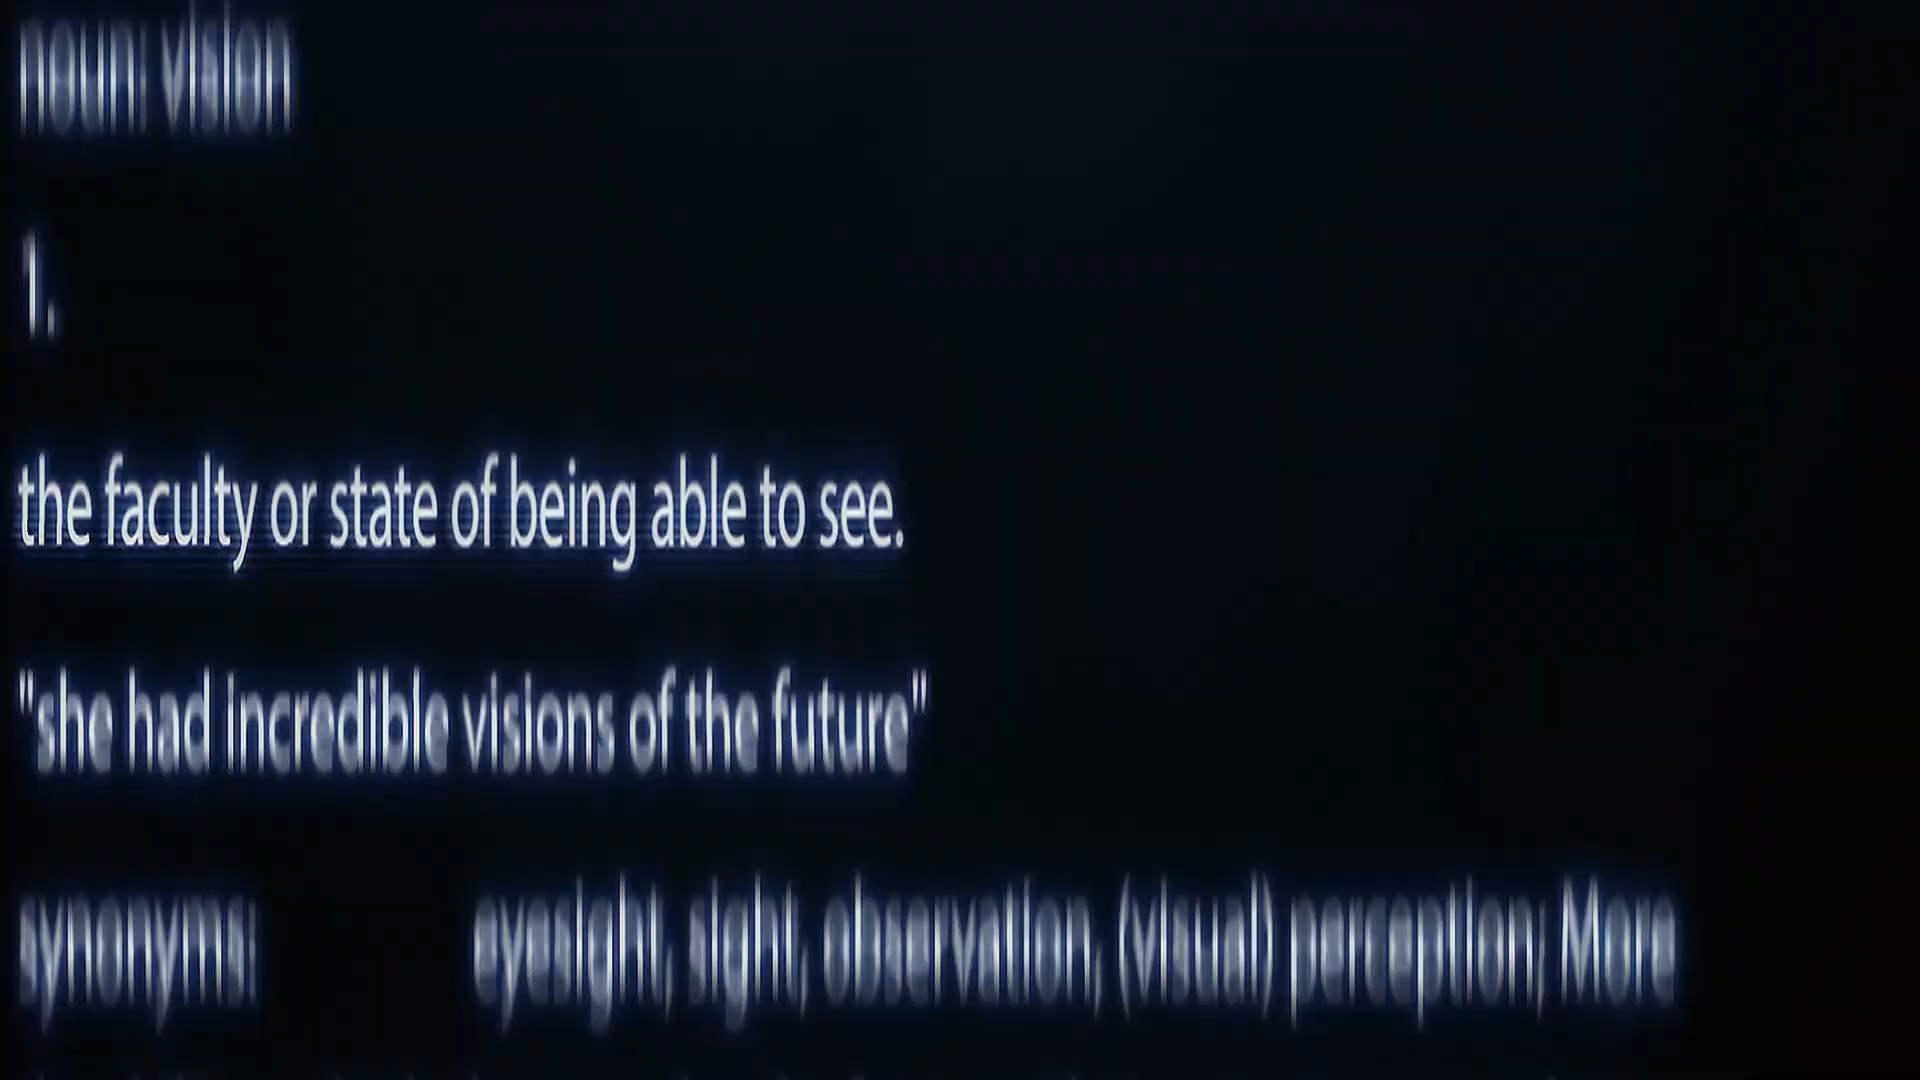 noun: vision
1.
the faculty or state of being able to see.
"she had incredible visions of the future"
synonyms: eyesight, sight, observation, (visual) perception; More